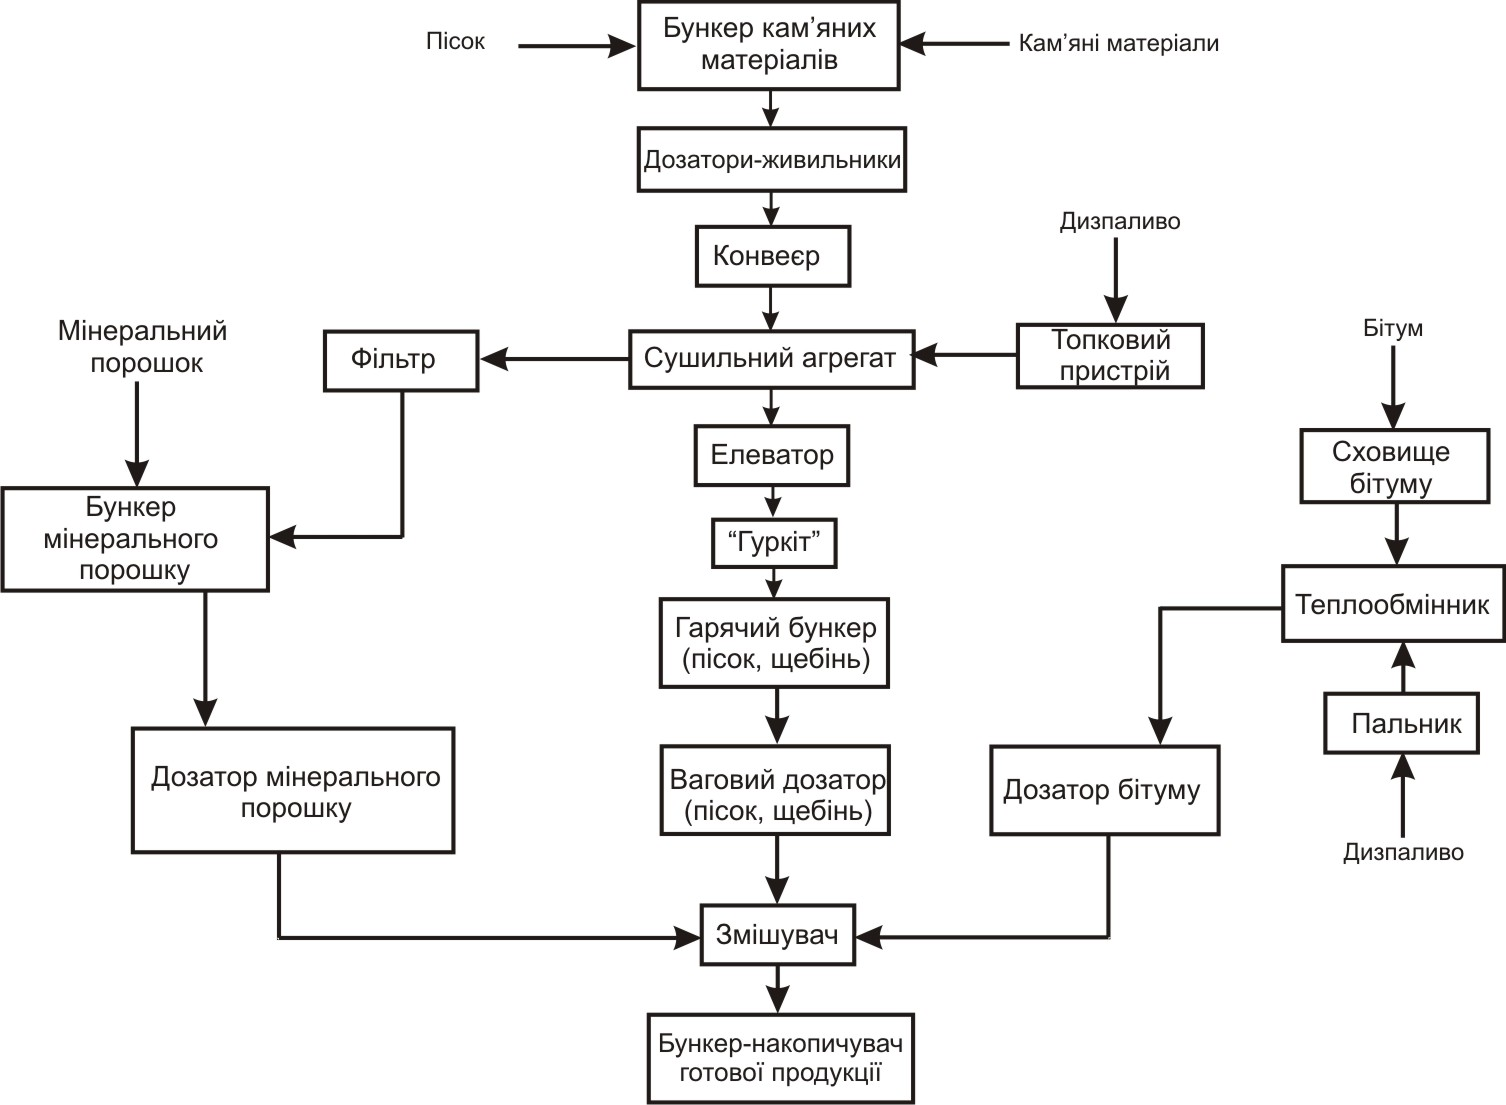 Пісок
Бункер кам’яних
матеріалів
Кам’яні матеріали
Дозатори-живильники
Конвеєр
Дизпаливо
Мінеральний
порошок
Фільтр
Сушильний агрегат
Топковий
пристрій
Бітум
Елеватор
Сховище
бітуму
Бункер
мінерального
порошку
“Гуркіт”
Гарячий бункер
(пісок, щебінь)
Теплообмінник
Пальник
Дозатор мінерального
порошку
Ваговий дозатор
(пісок, щебінь)
Дозатор бітуму
Дизпаливо
Змішувач
Бункер-накопичувач
готової продукції